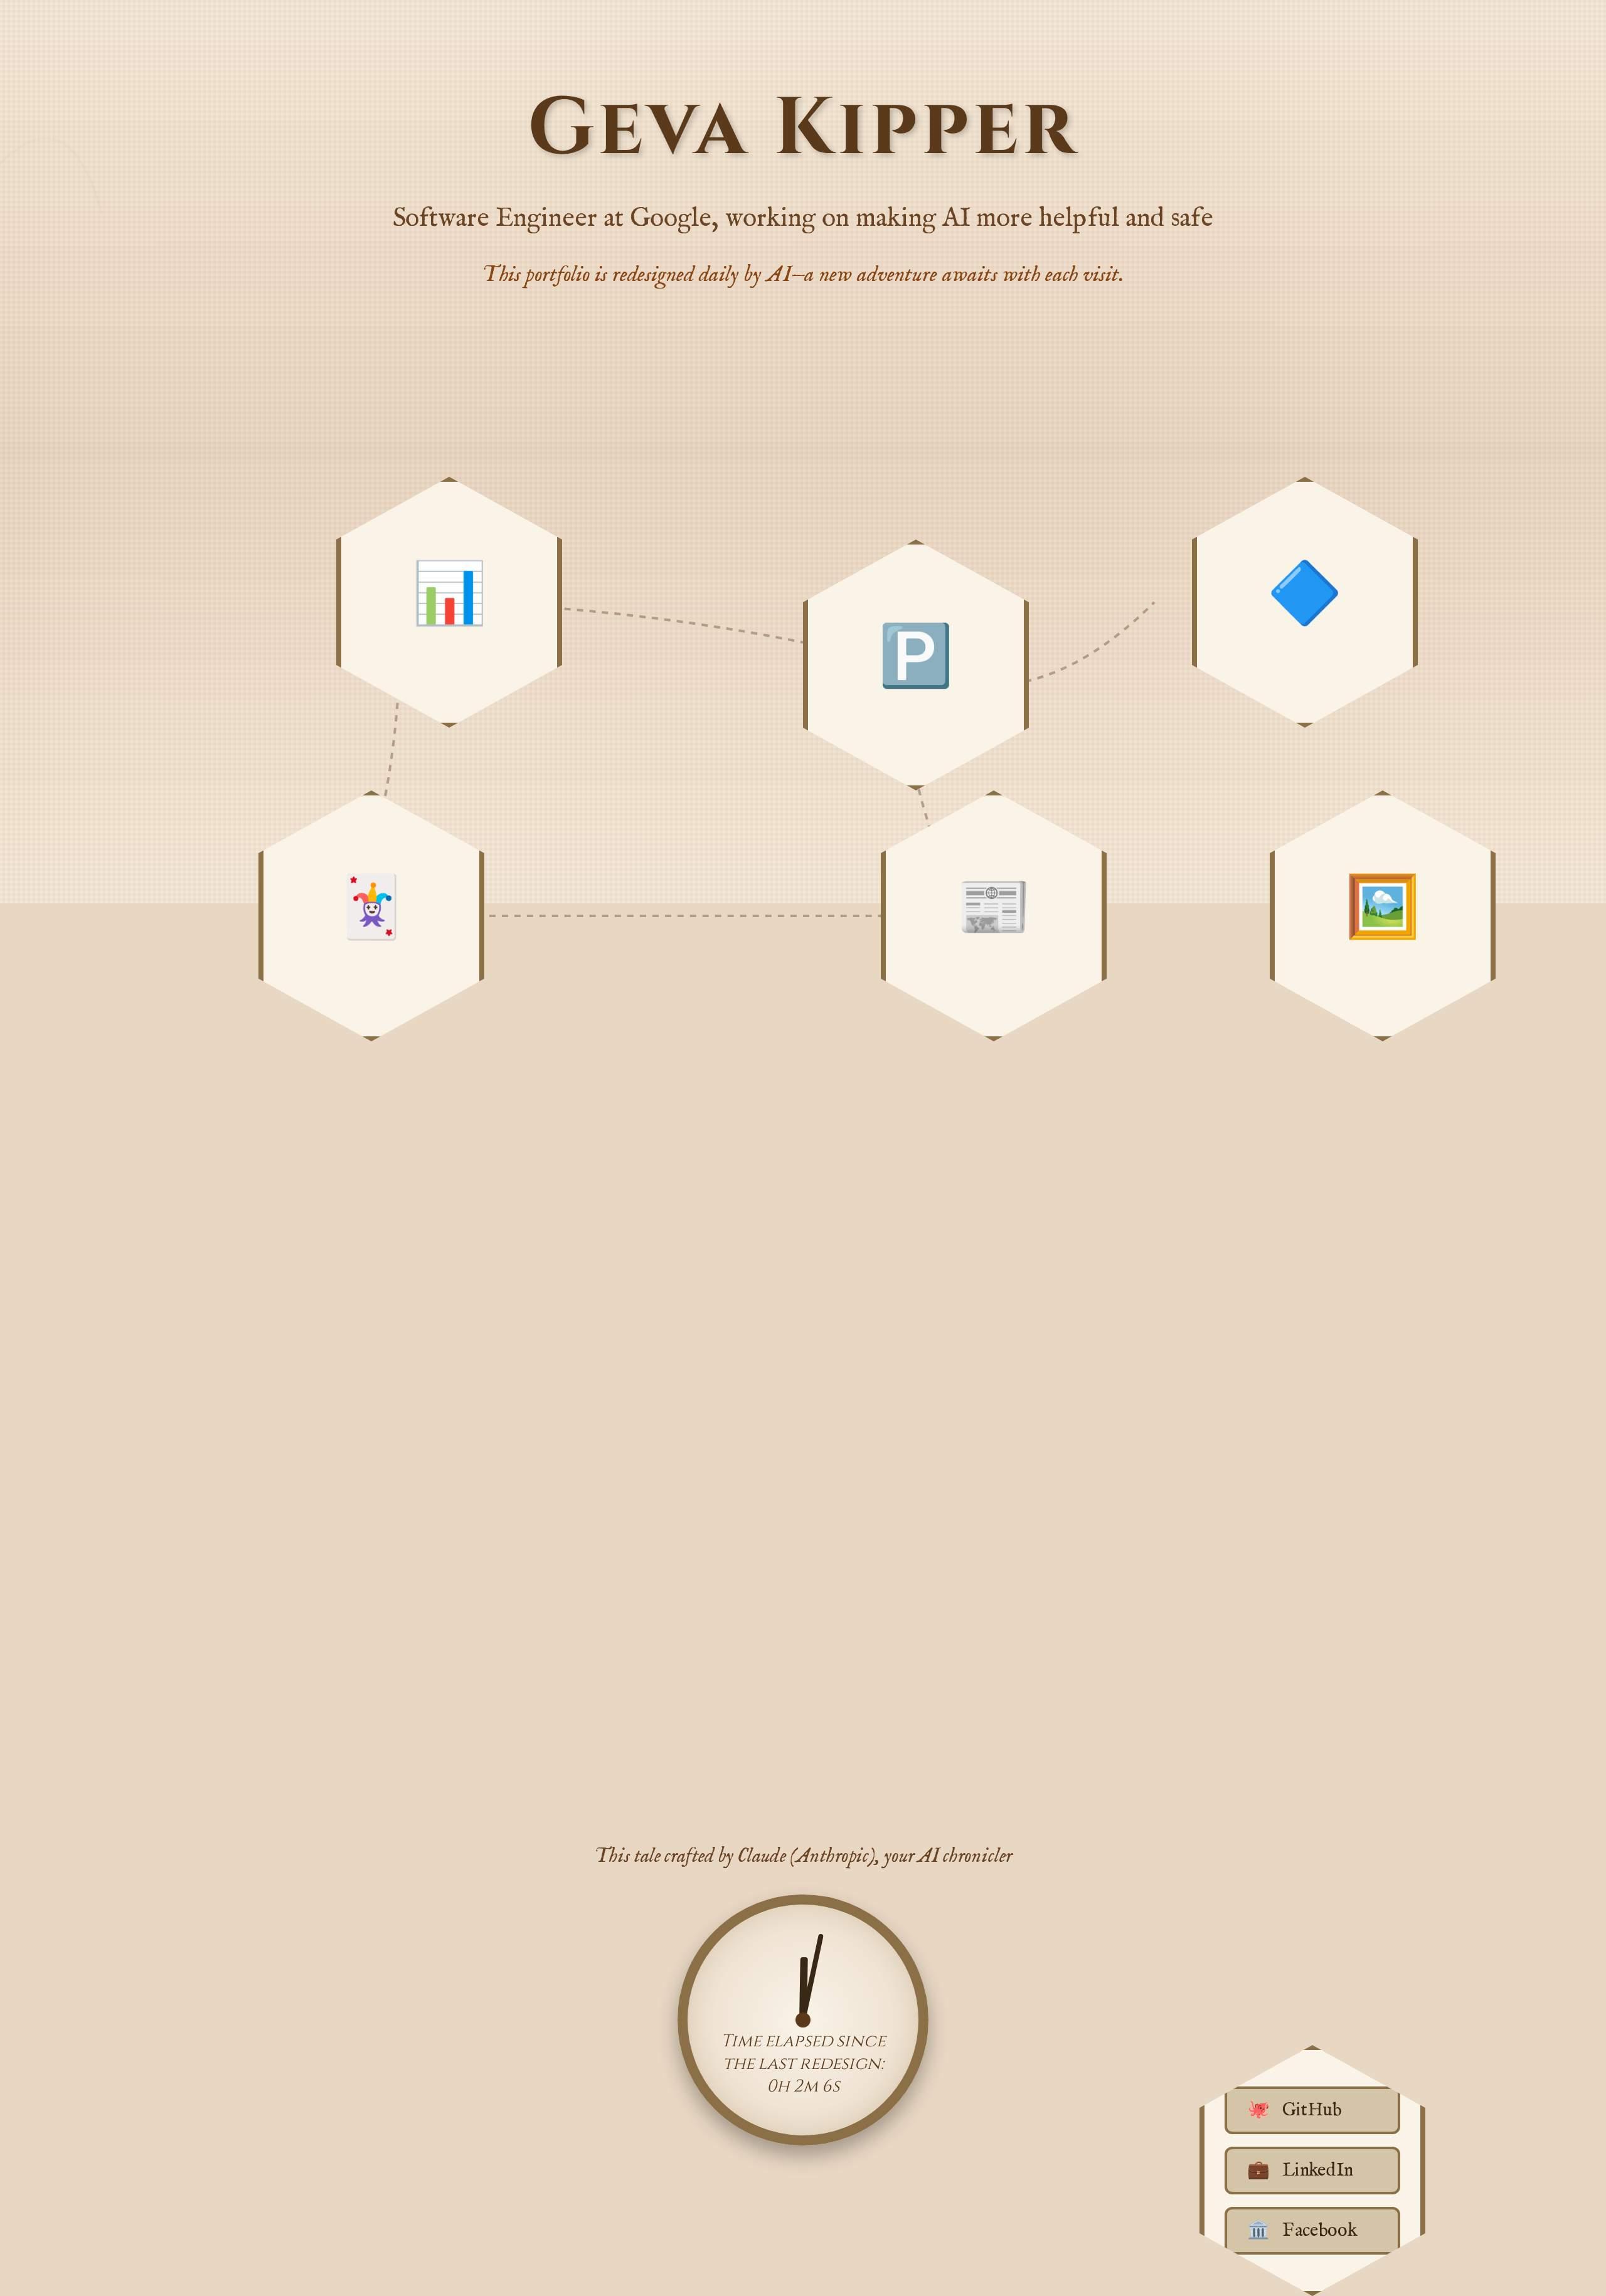 Geva Kipper
Software Engineer at Google, working on making AI more helpful and safe
This portfolio is redesigned daily by AI—a new adventure awaits with each visit.
P
This tale crafted by Claude (Anthropic), your AI chronicler
Time elapsed since
the last redesign:
0h 2m 6s
GitHub
LinkedIn
Facebook